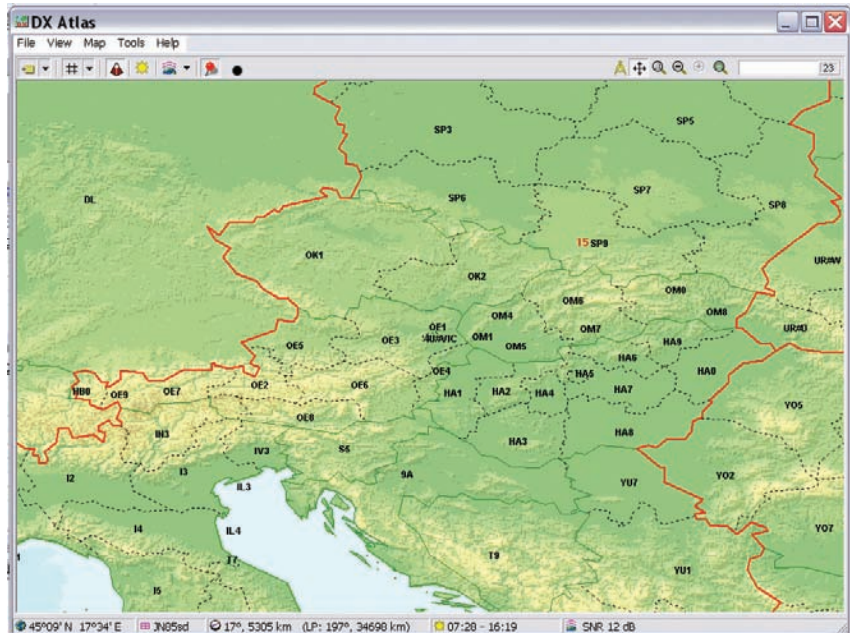 DX Atlas
File View Map Tools Help
23
SP3
SP5
DL
SP6
SP7
SP8
15 SP9
OK1
UR#W
OK2
OM6
OM0
OM4
OM8
OE1
OE3
4U#VIC
OM1
OM7
UR#D
OE5
OM5
HA9
HA6
OE4
HA5
HA0
HB0
OE9
OE7
OE2
OE6
HA1
HA2
HA4
HA7
YO5
OE8
IN3
HA8
HA3
IV3
S5
I2
I3
9A
YU7
YO2
IL3
I4
IL4
YO7
T9
I7
YU1
I5
45°09' N 17°34' E JN85sd 17°, 5305 km (LP: 197°, 34698 km) 07:28 - 16:19 SNR 12 dB